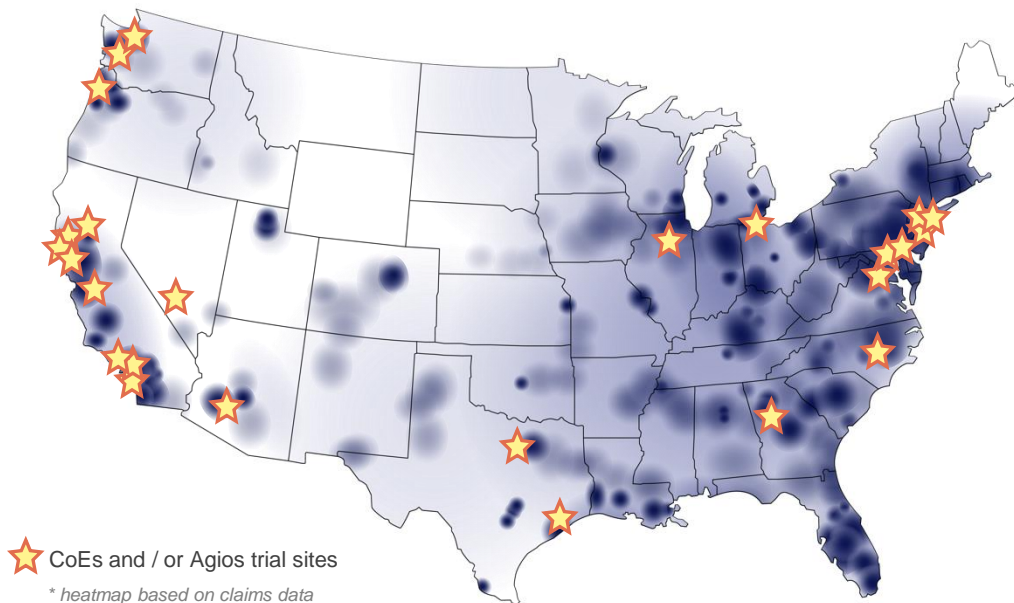 CoEs and / or Agios trial sites
* heatmap based on claims data